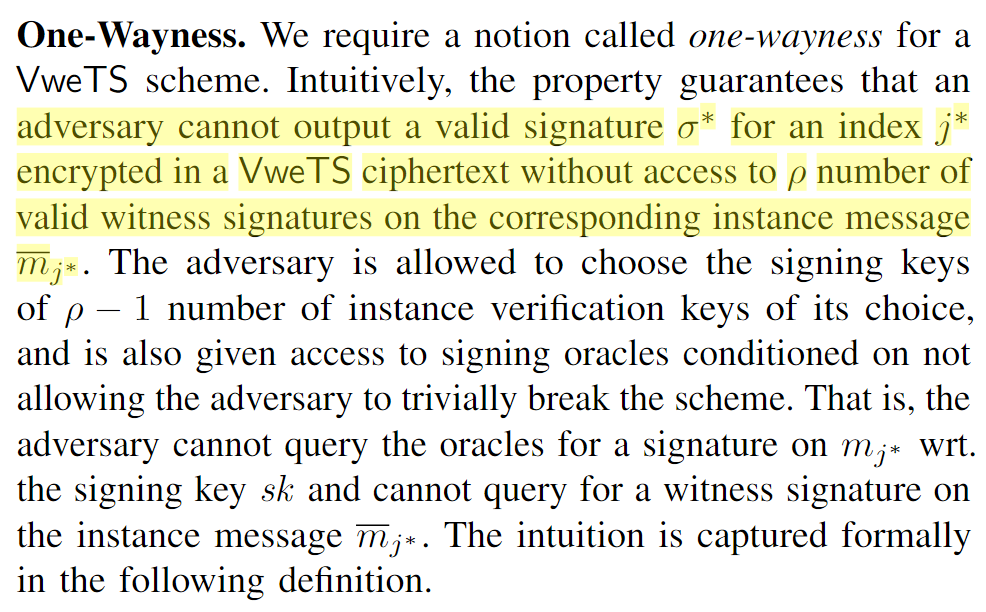 One-Wayness. We require a notion called one-wayness for a
VweTS scheme. Intuitively, the property guarantees that an
adversary cannot output a valid signature σ* for an index j*
encrypted in a VweTS ciphertext without access to ρ number of
valid witness signatures on the corresponding instance message
m̅_{j*}. The adversary is allowed to choose the signing keys
of ρ − 1 number of instance verification keys of its choice,
and is also given access to signing oracles conditioned on not
allowing the adversary to trivially break the scheme. That is, the
adversary cannot query the oracles for a signature on m_{j*} wrt.
the signing key sk and cannot query for a witness signature on
the instance message m̅_{j*}. The intuition is captured formally
in the following definition.